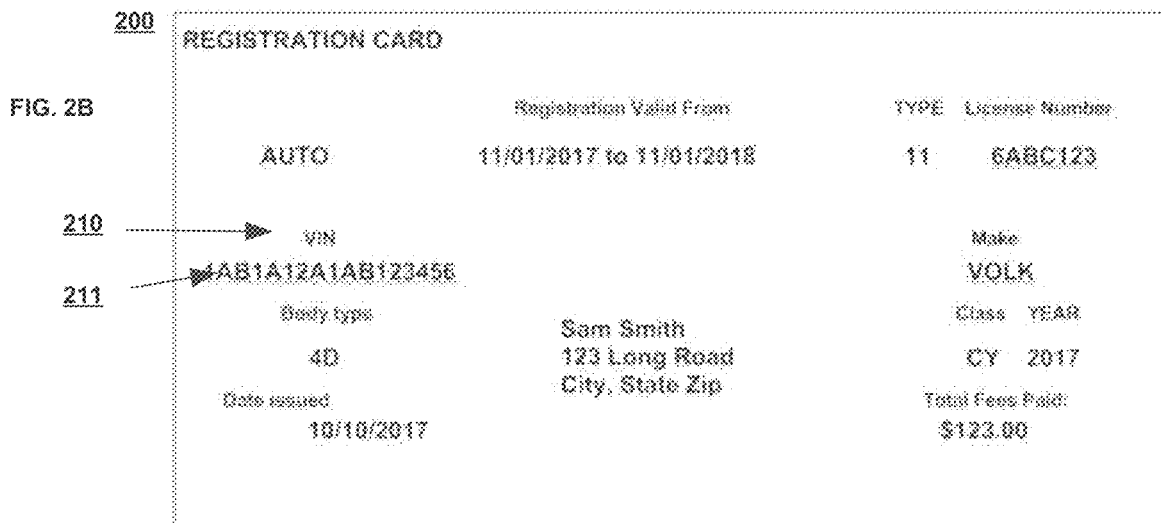 200
REGISTRATION CARD
FIG. 2B
Registration Valid From
TYPE License Number
AUTO 11/01/2017 to 11/01/2018 11 6ABC123
210
VIN Make
211
1AB1A12A1AB123456 VOLK
Body type Class YEAR
Sam Smith
4D 123 Long Road CY 2017
City, State Zip
Date issued Total Fees Paid:
10/10/2017 $123.00